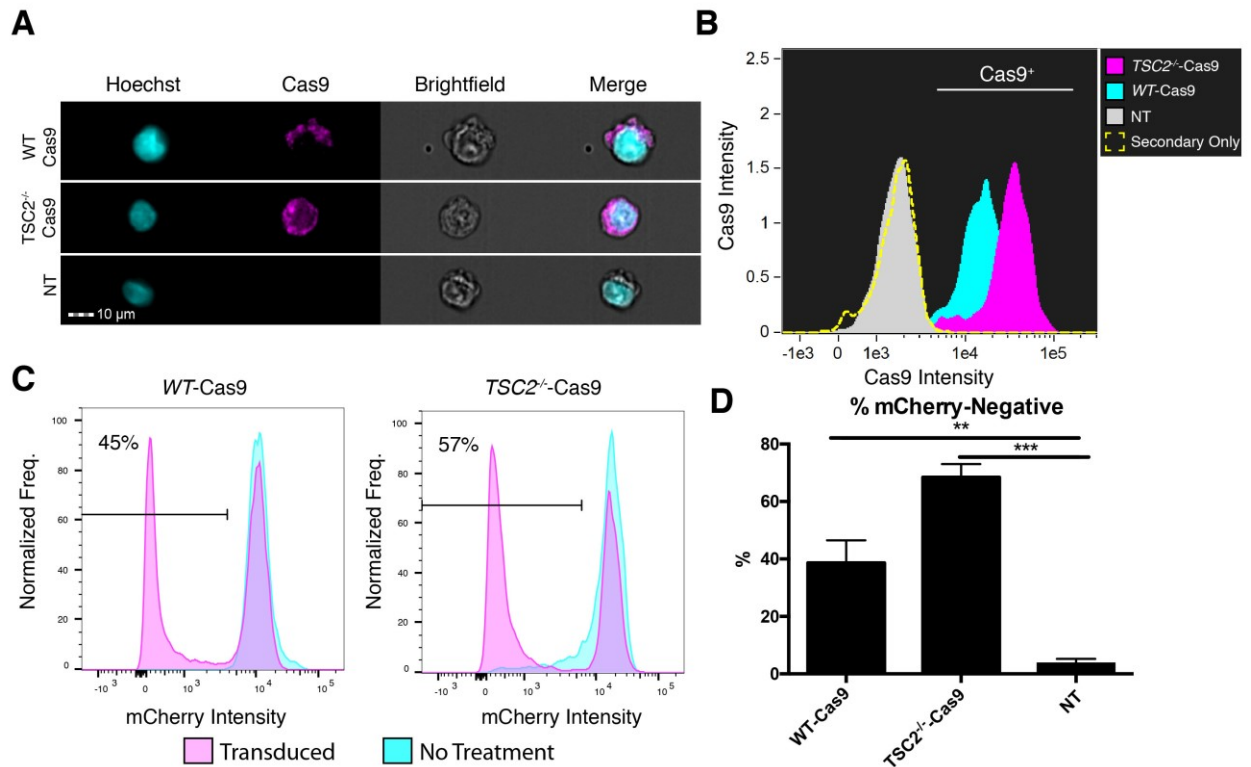 A
Hoechst Cas9 Brightfield Merge
WT
Cas9
TSC2-/-
Cas9
NT
10 µm
B
2.5
2
1.5
1
0.5
0
Cas9 Intensity
Cas9+
-1e3 0 1e3 1e4 1e5
Cas9 Intensity
TSC2-/--Cas9
WT-Cas9
NT
Secondary Only
C
WT-Cas9
45%
100
80
60
40
20
0
Normalized Freq.
-10 3 0 10 3 10 4 10 5
mCherry Intensity
TSC2-/--Cas9
57%
100
80
60
40
20
0
Normalized Freq.
-10 3 0 10 3 10 4 10 5
mCherry Intensity
Transduced
No Treatment
D
% mCherry-Negative
**
***
80
60
40
20
0
%
WT-Cas9
TSC2-/--Cas9
NT